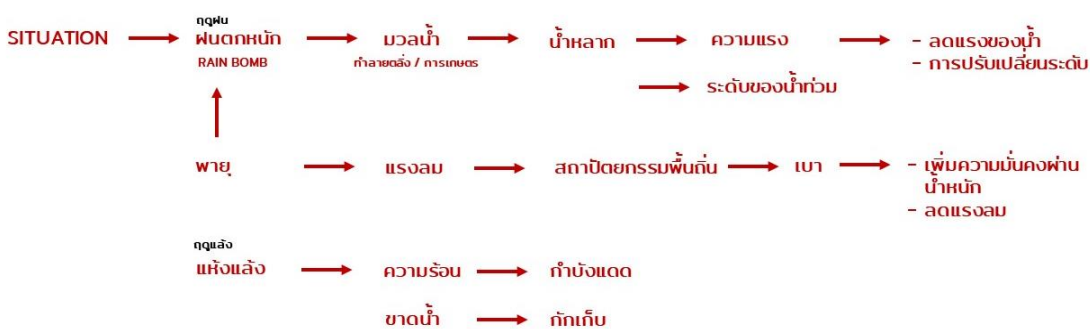 ฤดูฝน
SITUATION ฝนตกหนัก มวลน้ำ น้ำหลาก ความแรง - ลดแรงของน้ำ
RAIN BOMB ทำลายตลิ่ง / การเกษตร - การปรับเปลี่ยนระดับ
ระดับของน้ำท่วม
พายุ แรงลม สถาปัตยกรรมพื้นถิ่น เบา - เพิ่มความมั่นคงผ่าน
น้ำหนัก
- ลดแรงลม
ฤดูแล้ง
แห้งแล้ง ความร้อน กำบังแดด
ขาดน้ำ กักเก็บ